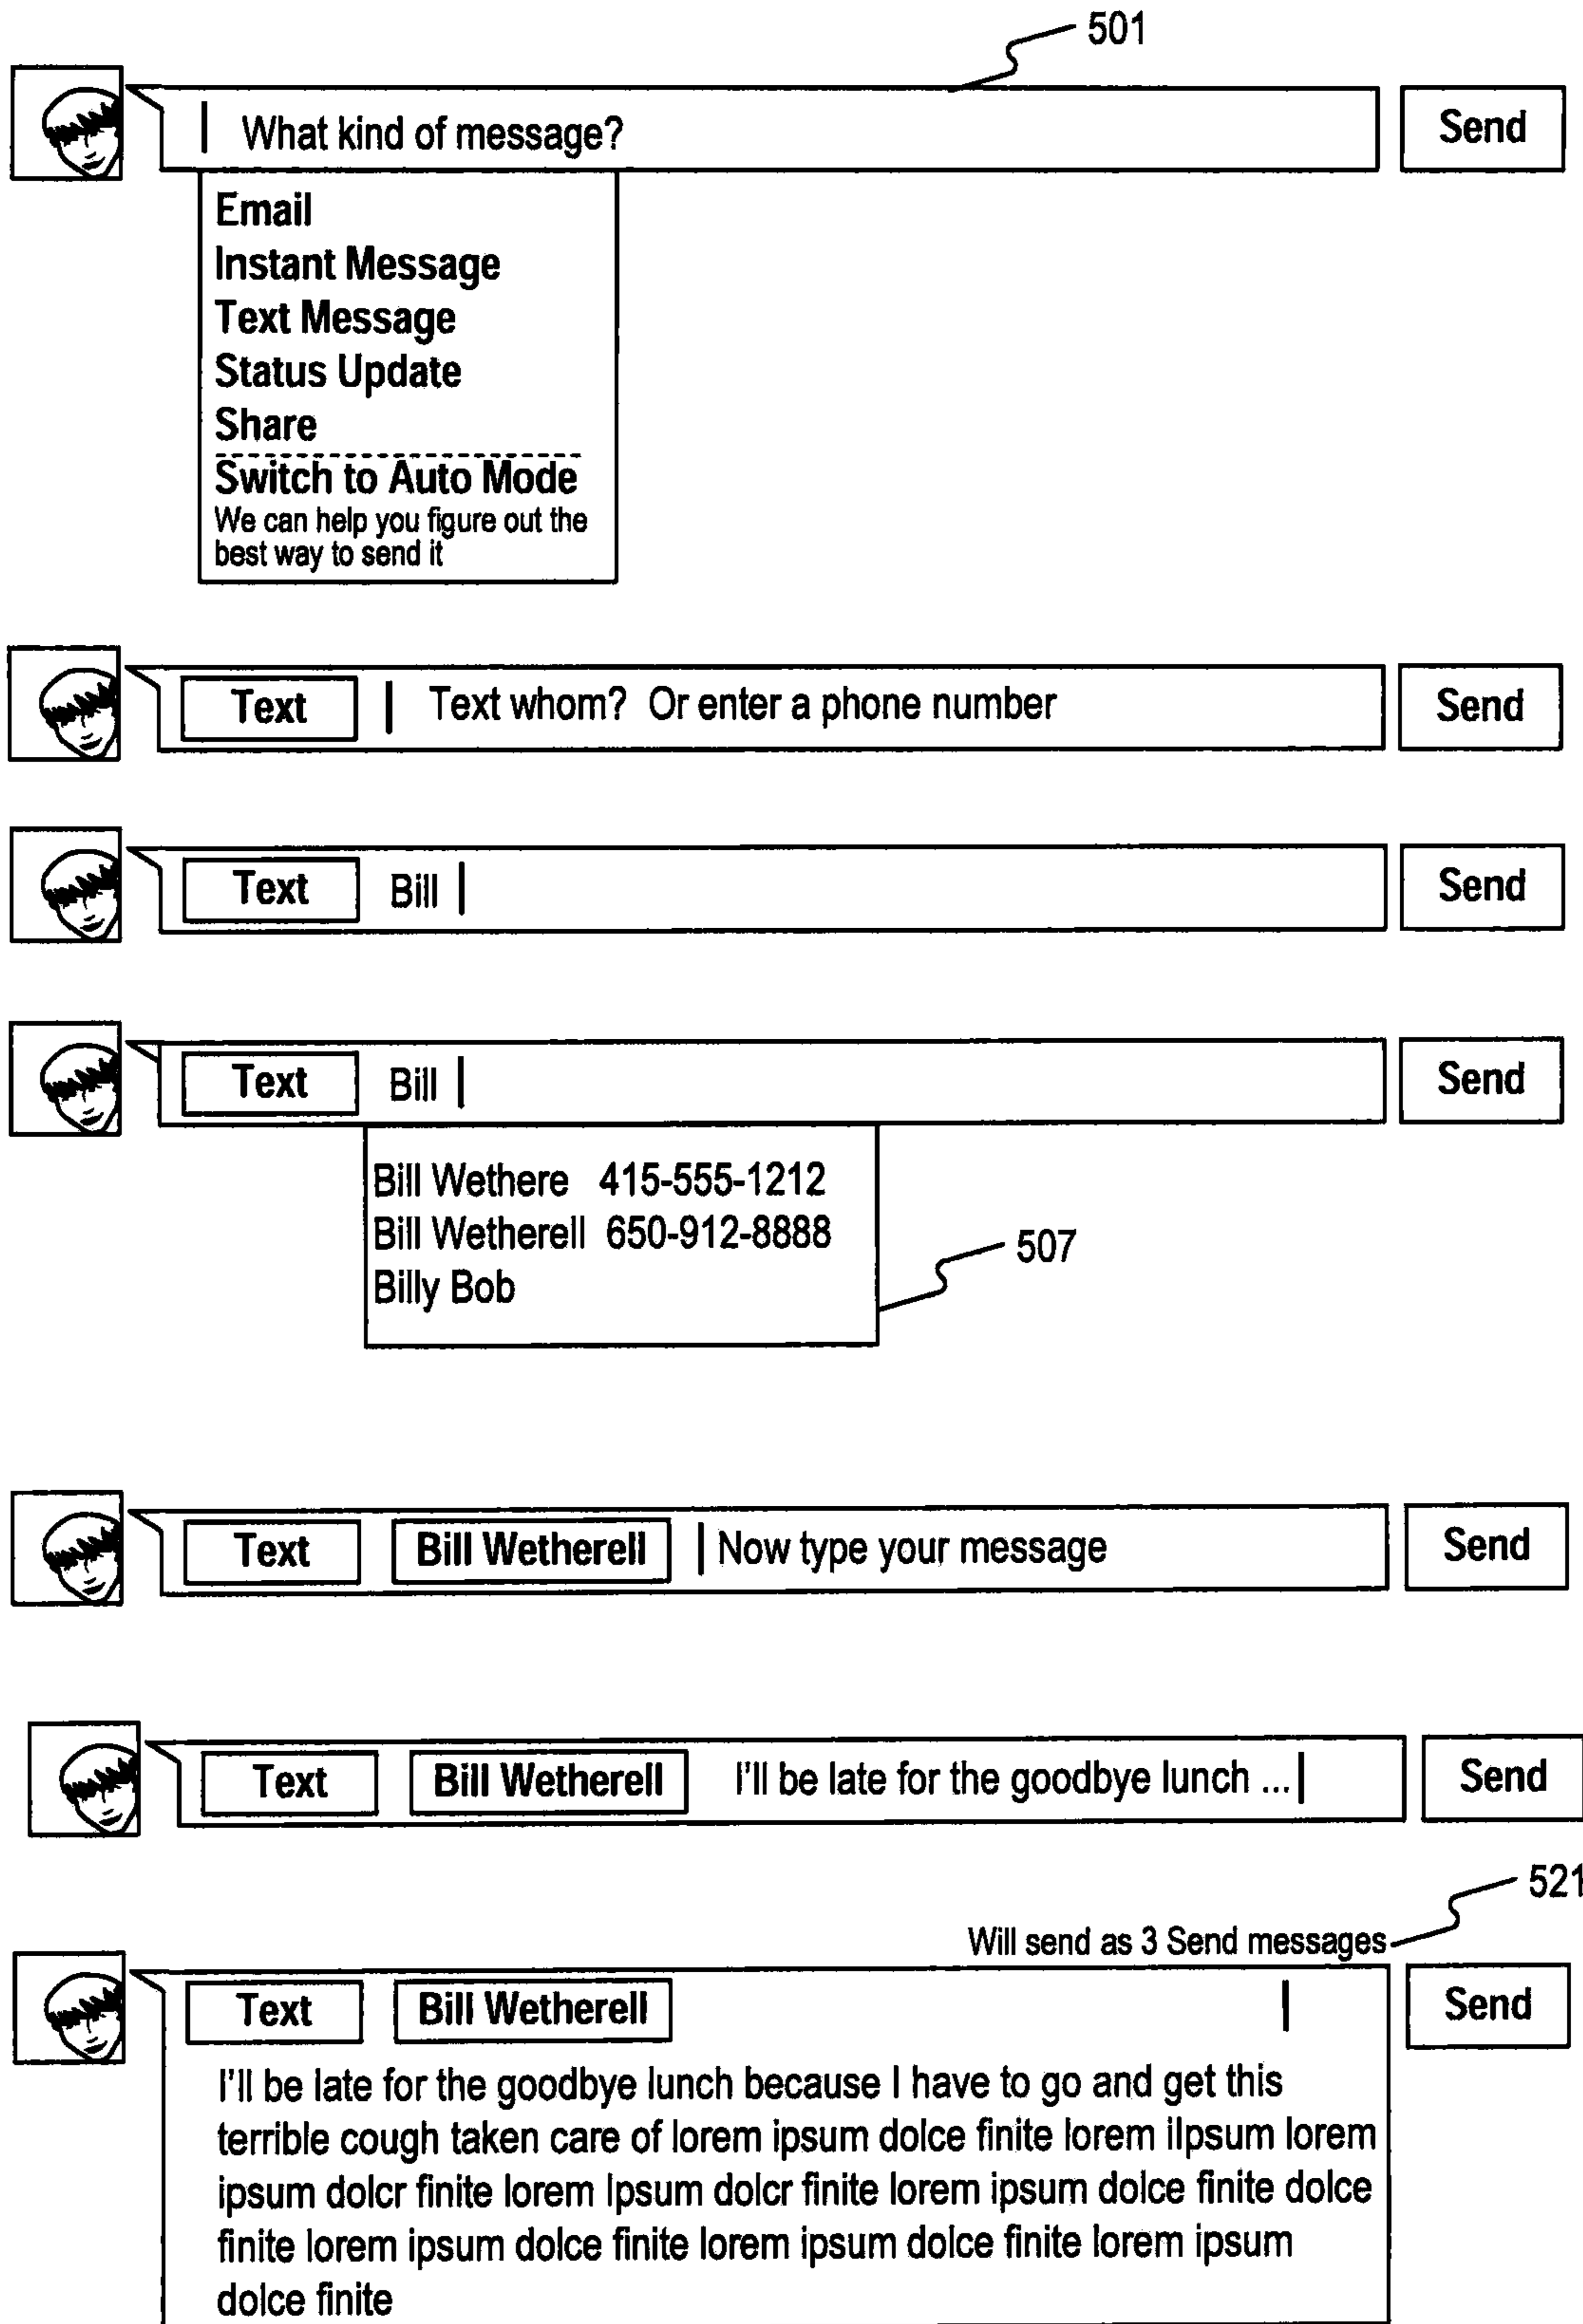 501
What kind of message? Send
Email
Instant Message
Text Message
Status Update
Share
Switch to Auto Mode
We can help you figure out the
best way to send it
Text Text whom? Or enter a phone number Send
Text Bill Send
Text Bill Send
Bill Wethere 415-555-1212
Bill Wetherell 650-912-8888
Billy Bob
507
Text Bill Wetherell Now type your message Send
Text Bill Wetherell I'll be late for the goodbye lunch ... Send
521
Will send as 3 Send messages
Text Bill Wetherell Send
I'll be late for the goodbye lunch because I have to go and get this
terrible cough taken care of lorem ipsum dolce finite lorem ilpsum lorem
ipsum dolcr finite lorem Ipsum dolcr finite lorem ipsum dolce finite dolce
finite lorem ipsum dolce finite lorem ipsum dolce finite lorem ipsum
dolce finite